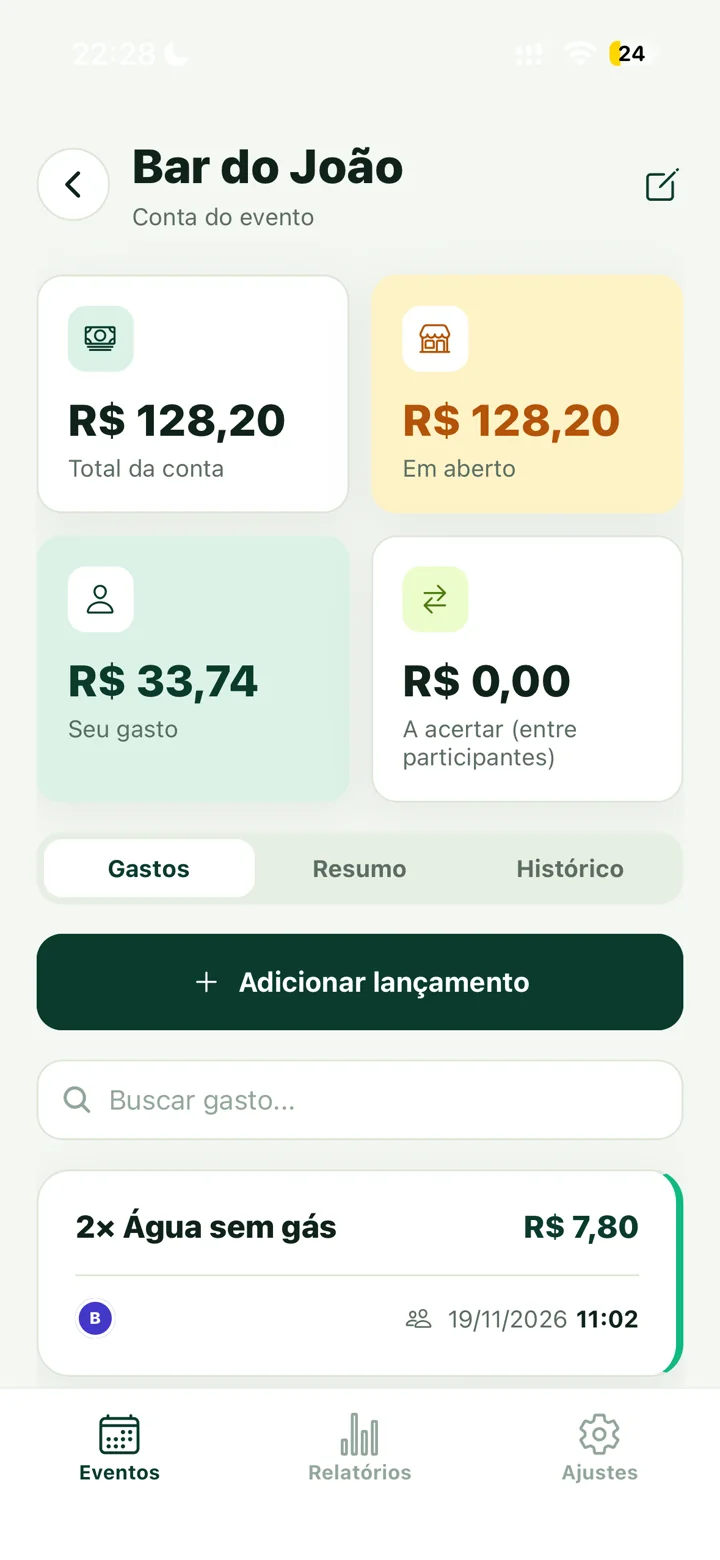 22:28
24
Bar do João
Conta do evento
R$ 128,20
Total da conta
R$ 128,20
Em aberto
R$ 33,74
Seu gasto
R$ 0,00
A acertar (entre
participantes)
Gastos
Resumo
Histórico
+ Adicionar lançamento
Buscar gasto...
2× Água sem gás
R$ 7,80
B
19/11/2026 11:02
Eventos
Relatórios
Ajustes